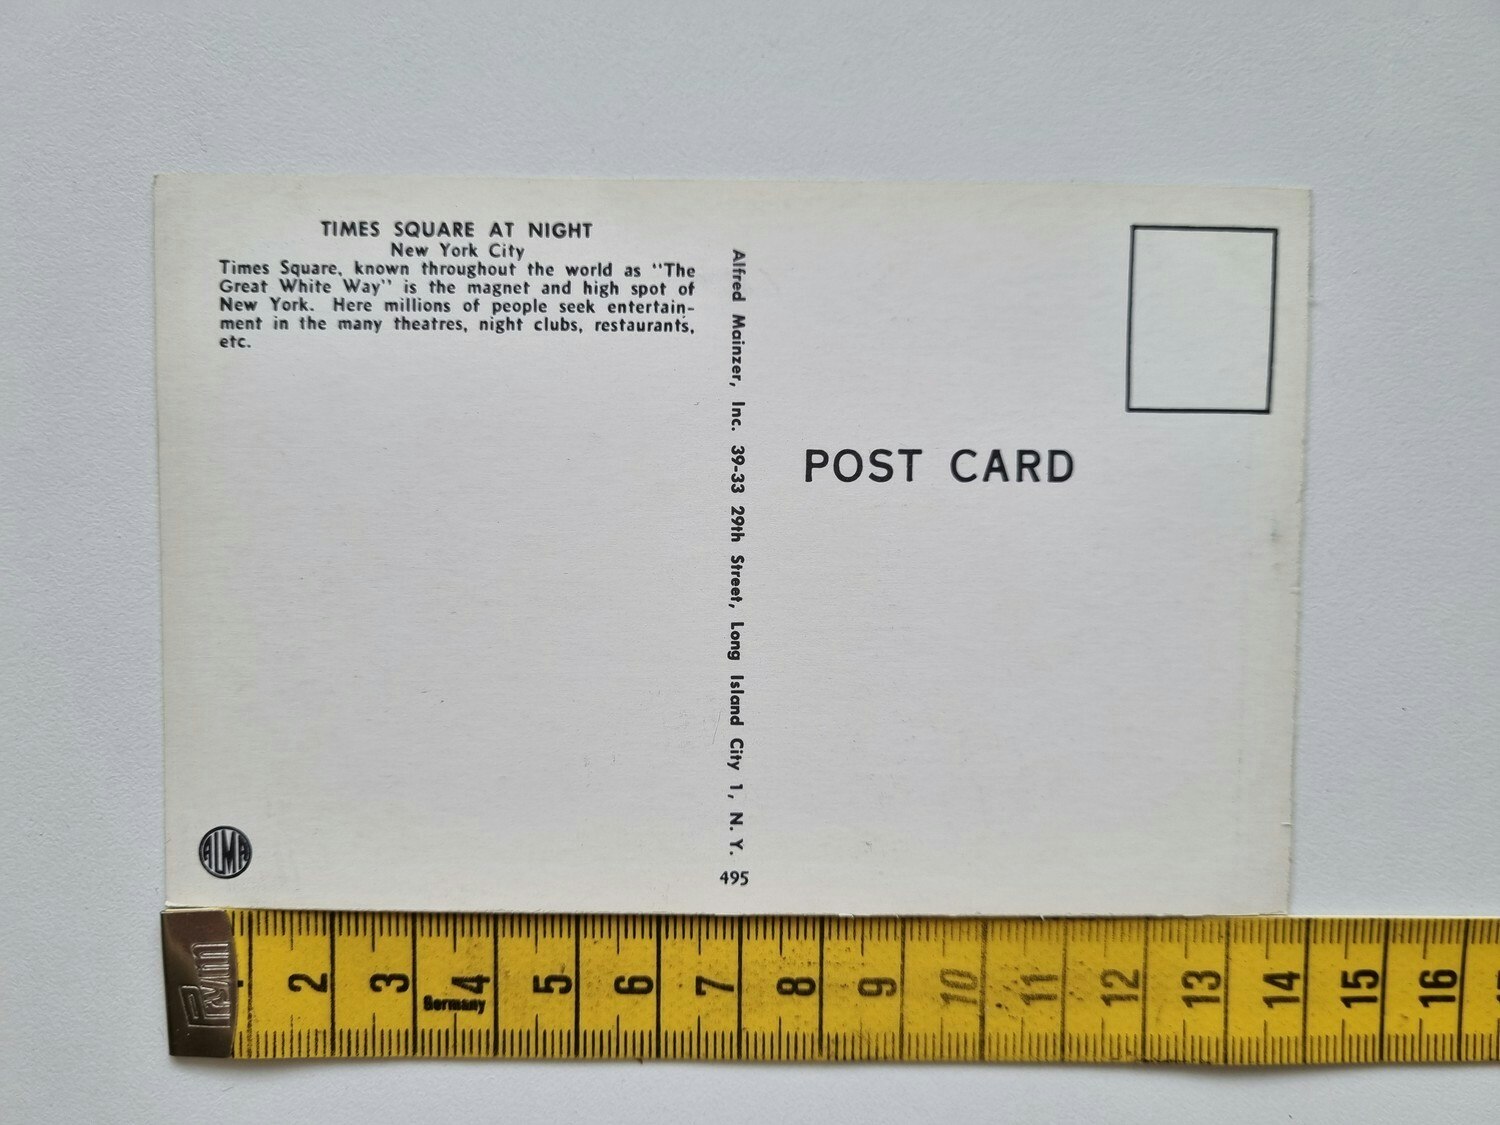 TIMES SQUARE AT NIGHT
New York City
Times Square, known throughout the world as "The
Great White Way" is the magnet and high spot of
New York. Here millions of people seek entertain-
ment in the many theatres, night clubs, restaurants,
etc.
Alfred Mainzer, Inc. 39-33 29th Street, Long Island City 1, N. Y.
495
POST CARD
ALMA
Prym
2 3 4 5 6 7 8 9 10 11 12 13 14 15 16
Germany